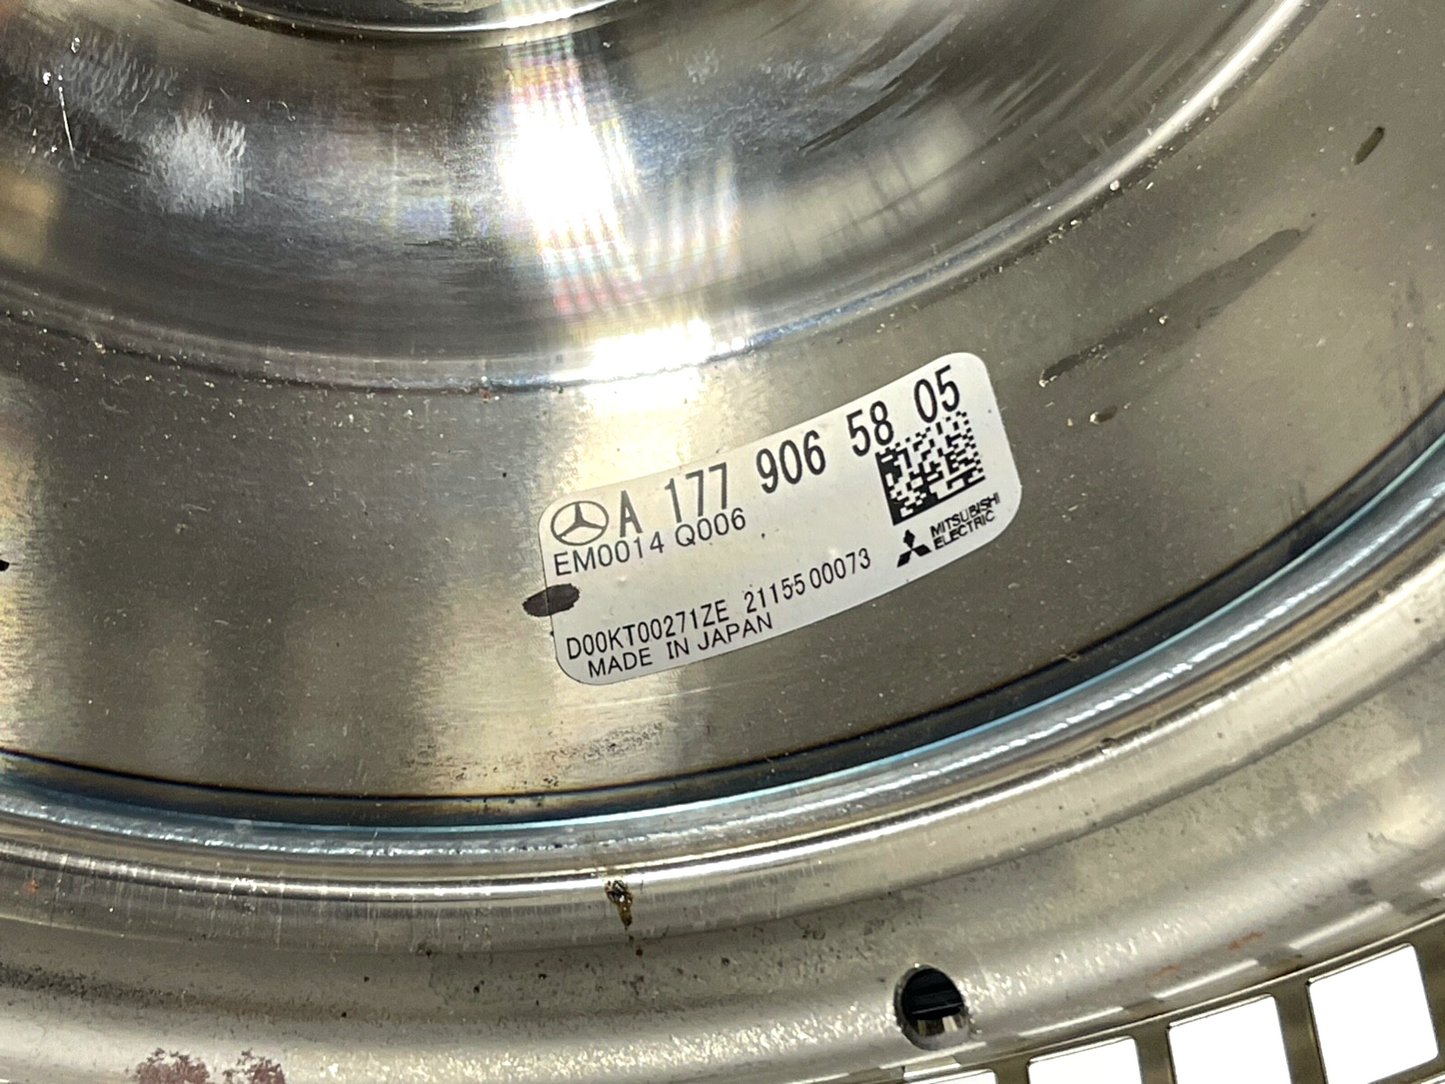 A 177 906 58 05
EM0014 Q006
MITSUBISHI
ELECTRIC
D00KT00271ZE 21155 00073
MADE IN JAPAN